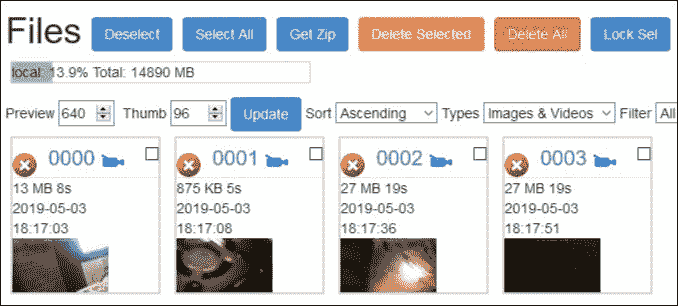 Files Deselect Select All Get Zip Delete Selected Delete All Lock Sel
local: 13.9% Total: 14890 MB
Preview 640 Thumb 96 Update Sort Ascending Types Images & Videos Filter All
0000 0001 0002 0003
13 MB 8s 875 KB 5s 27 MB 19s 27 MB 19s
2019-05-03 2019-05-03 2019-05-03 2019-05-03
18:17:03 18:17:08 18:17:36 18:17:51